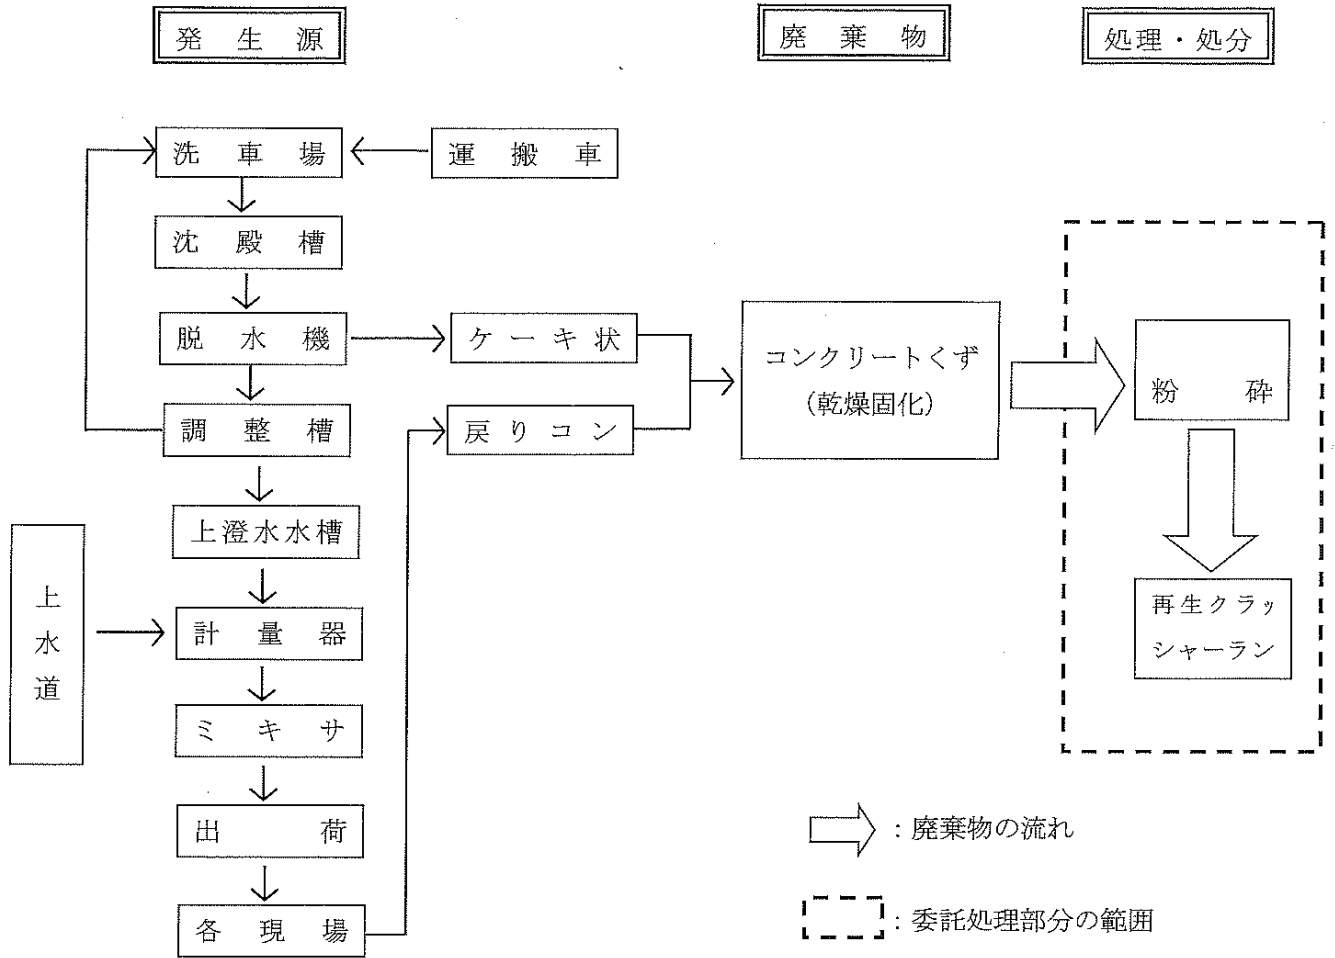 発生源
廃棄物
処理・処分
洗車場
運搬車
沈殿槽
脱水機
ケーキ状
コンクリートくず
(乾燥固化)
粉砕
調整槽
戻りコン
上澄水水槽
上水道
計量器
再生クラッ
シャーラン
ミキサ
出荷
各現場
：廃棄物の流れ
：委託処理部分の範囲